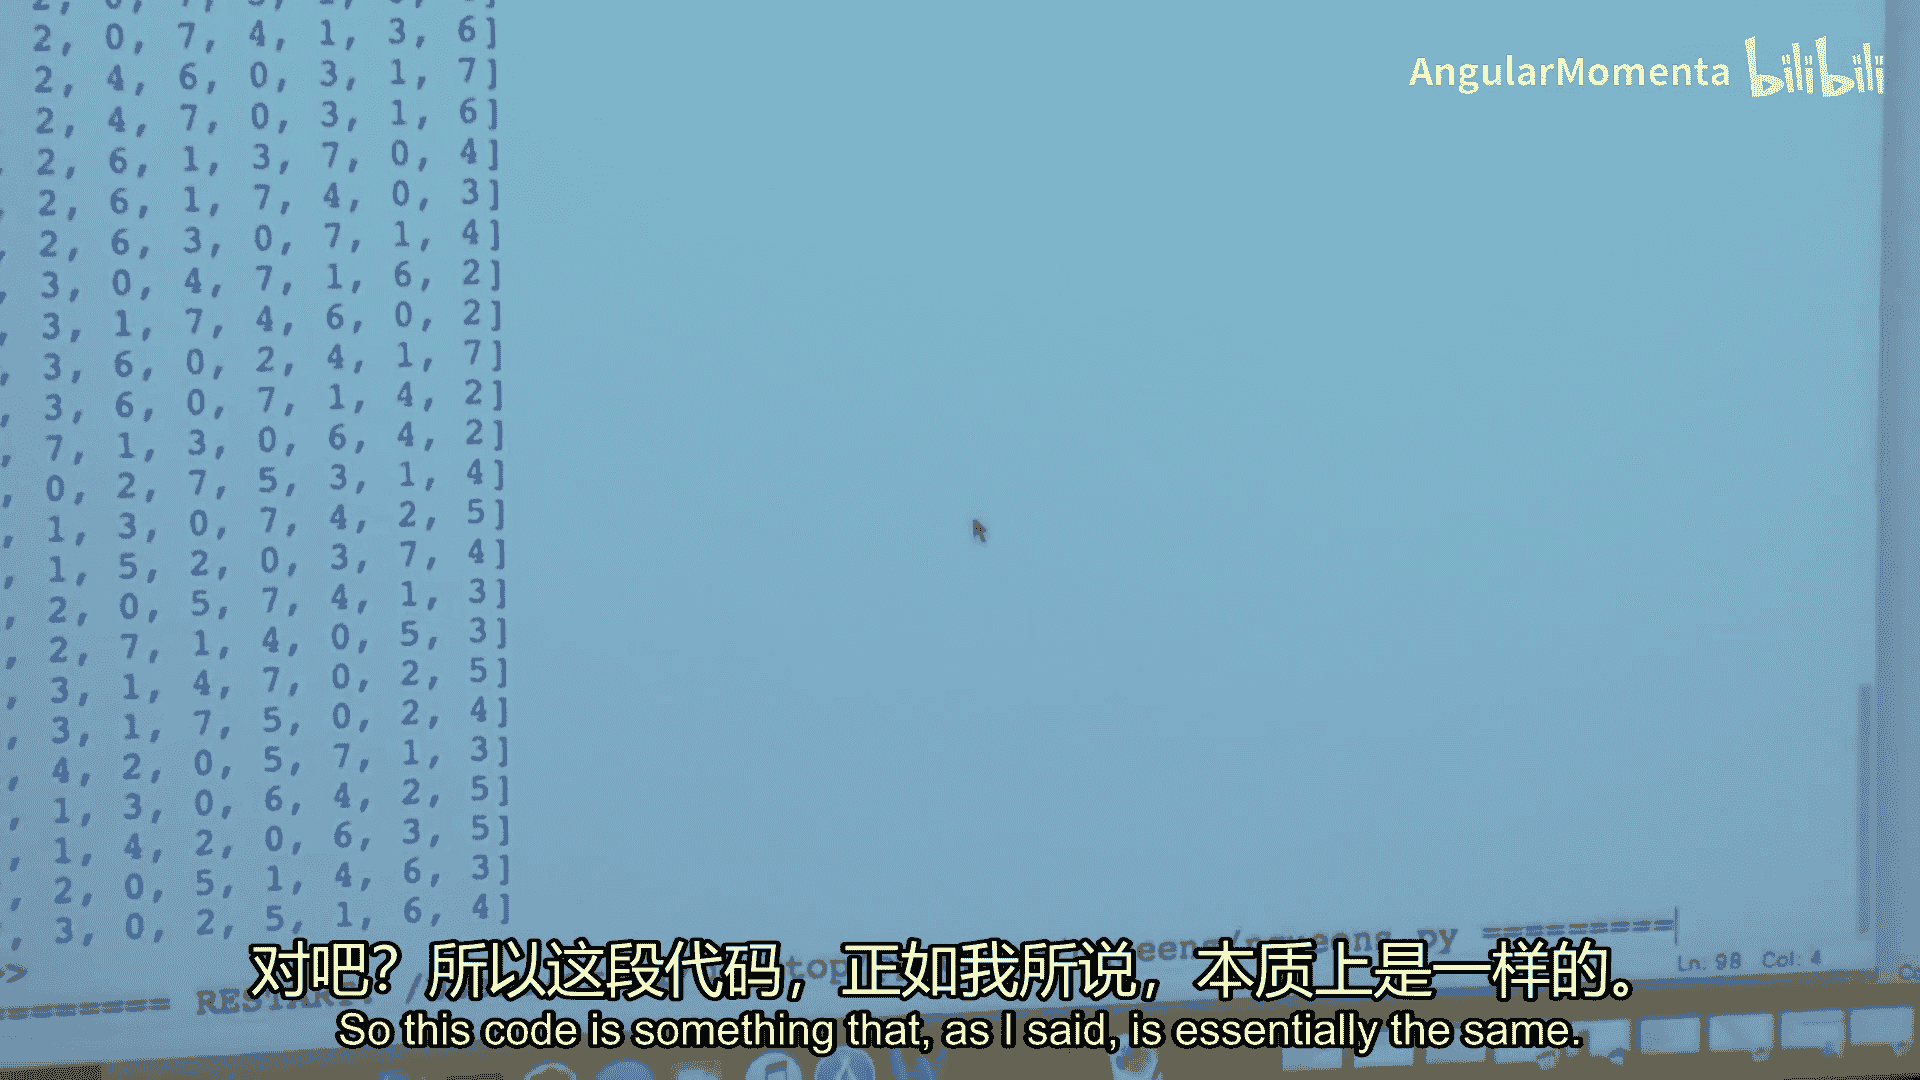 AngularMomenta bilibili
2, 0, 7, 4, 1, 3, 6]
2, 4, 6, 0, 3, 1, 7]
2, 4, 7, 0, 3, 1, 6]
, 2, 6, 1, 3, 7, 0, 4]
, 2, 6, 1, 7, 4, 0, 3]
, 2, 6, 3, 0, 7, 1, 4]
, 3, 0, 4, 7, 1, 6, 2]
, 3, 1, 7, 4, 6, 0, 2]
, 3, 6, 0, 2, 4, 1, 7]
, 3, 6, 0, 7, 1, 4, 2]
, 7, 1, 3, 0, 6, 4, 2]
, 0, 2, 7, 5, 3, 1, 4]
, 1, 3, 0, 7, 4, 2, 5]
, 1, 5, 2, 0, 3, 7, 4]
, 2, 0, 5, 7, 4, 1, 3]
, 2, 7, 1, 4, 0, 5, 3]
, 3, 1, 4, 7, 0, 2, 5]
, 3, 1, 7, 5, 0, 2, 4]
, 4, 2, 0, 5, 7, 1, 3]
, 1, 3, 0, 6, 4, 2, 5]
, 1, 4, 2, 0, 6, 3, 5]
, 2, 0, 5, 1, 4, 6, 3]
, 3, 0, 2, 5, 1, 6, 4]
======== RESTART: / .py =========
Ln: 98 Col: 4
对吧？所以这段代码，正如我所说，本质上是一样的。
So this code is something that, as I said, is essentially the same.